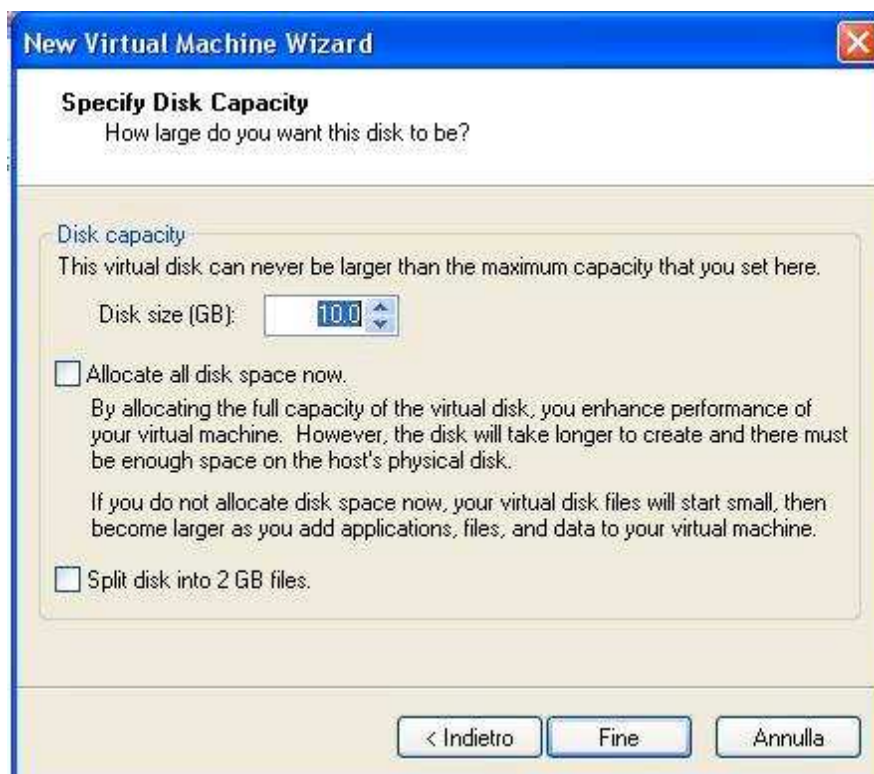 New Virtual Machine Wizard
Specify Disk Capacity
How large do you want this disk to be?
Disk capacity
This virtual disk can never be larger than the maximum capacity that you set here.
Disk size (GB): 10.0
Allocate all disk space now.
By allocating the full capacity of the virtual disk, you enhance performance of
your virtual machine. However, the disk will take longer to create and there must
be enough space on the host's physical disk.
If you do not allocate disk space now, your virtual disk files will start small, then
become larger as you add applications, files, and data to your virtual machine.
Split disk into 2 GB files.
< Indietro Fine Annulla